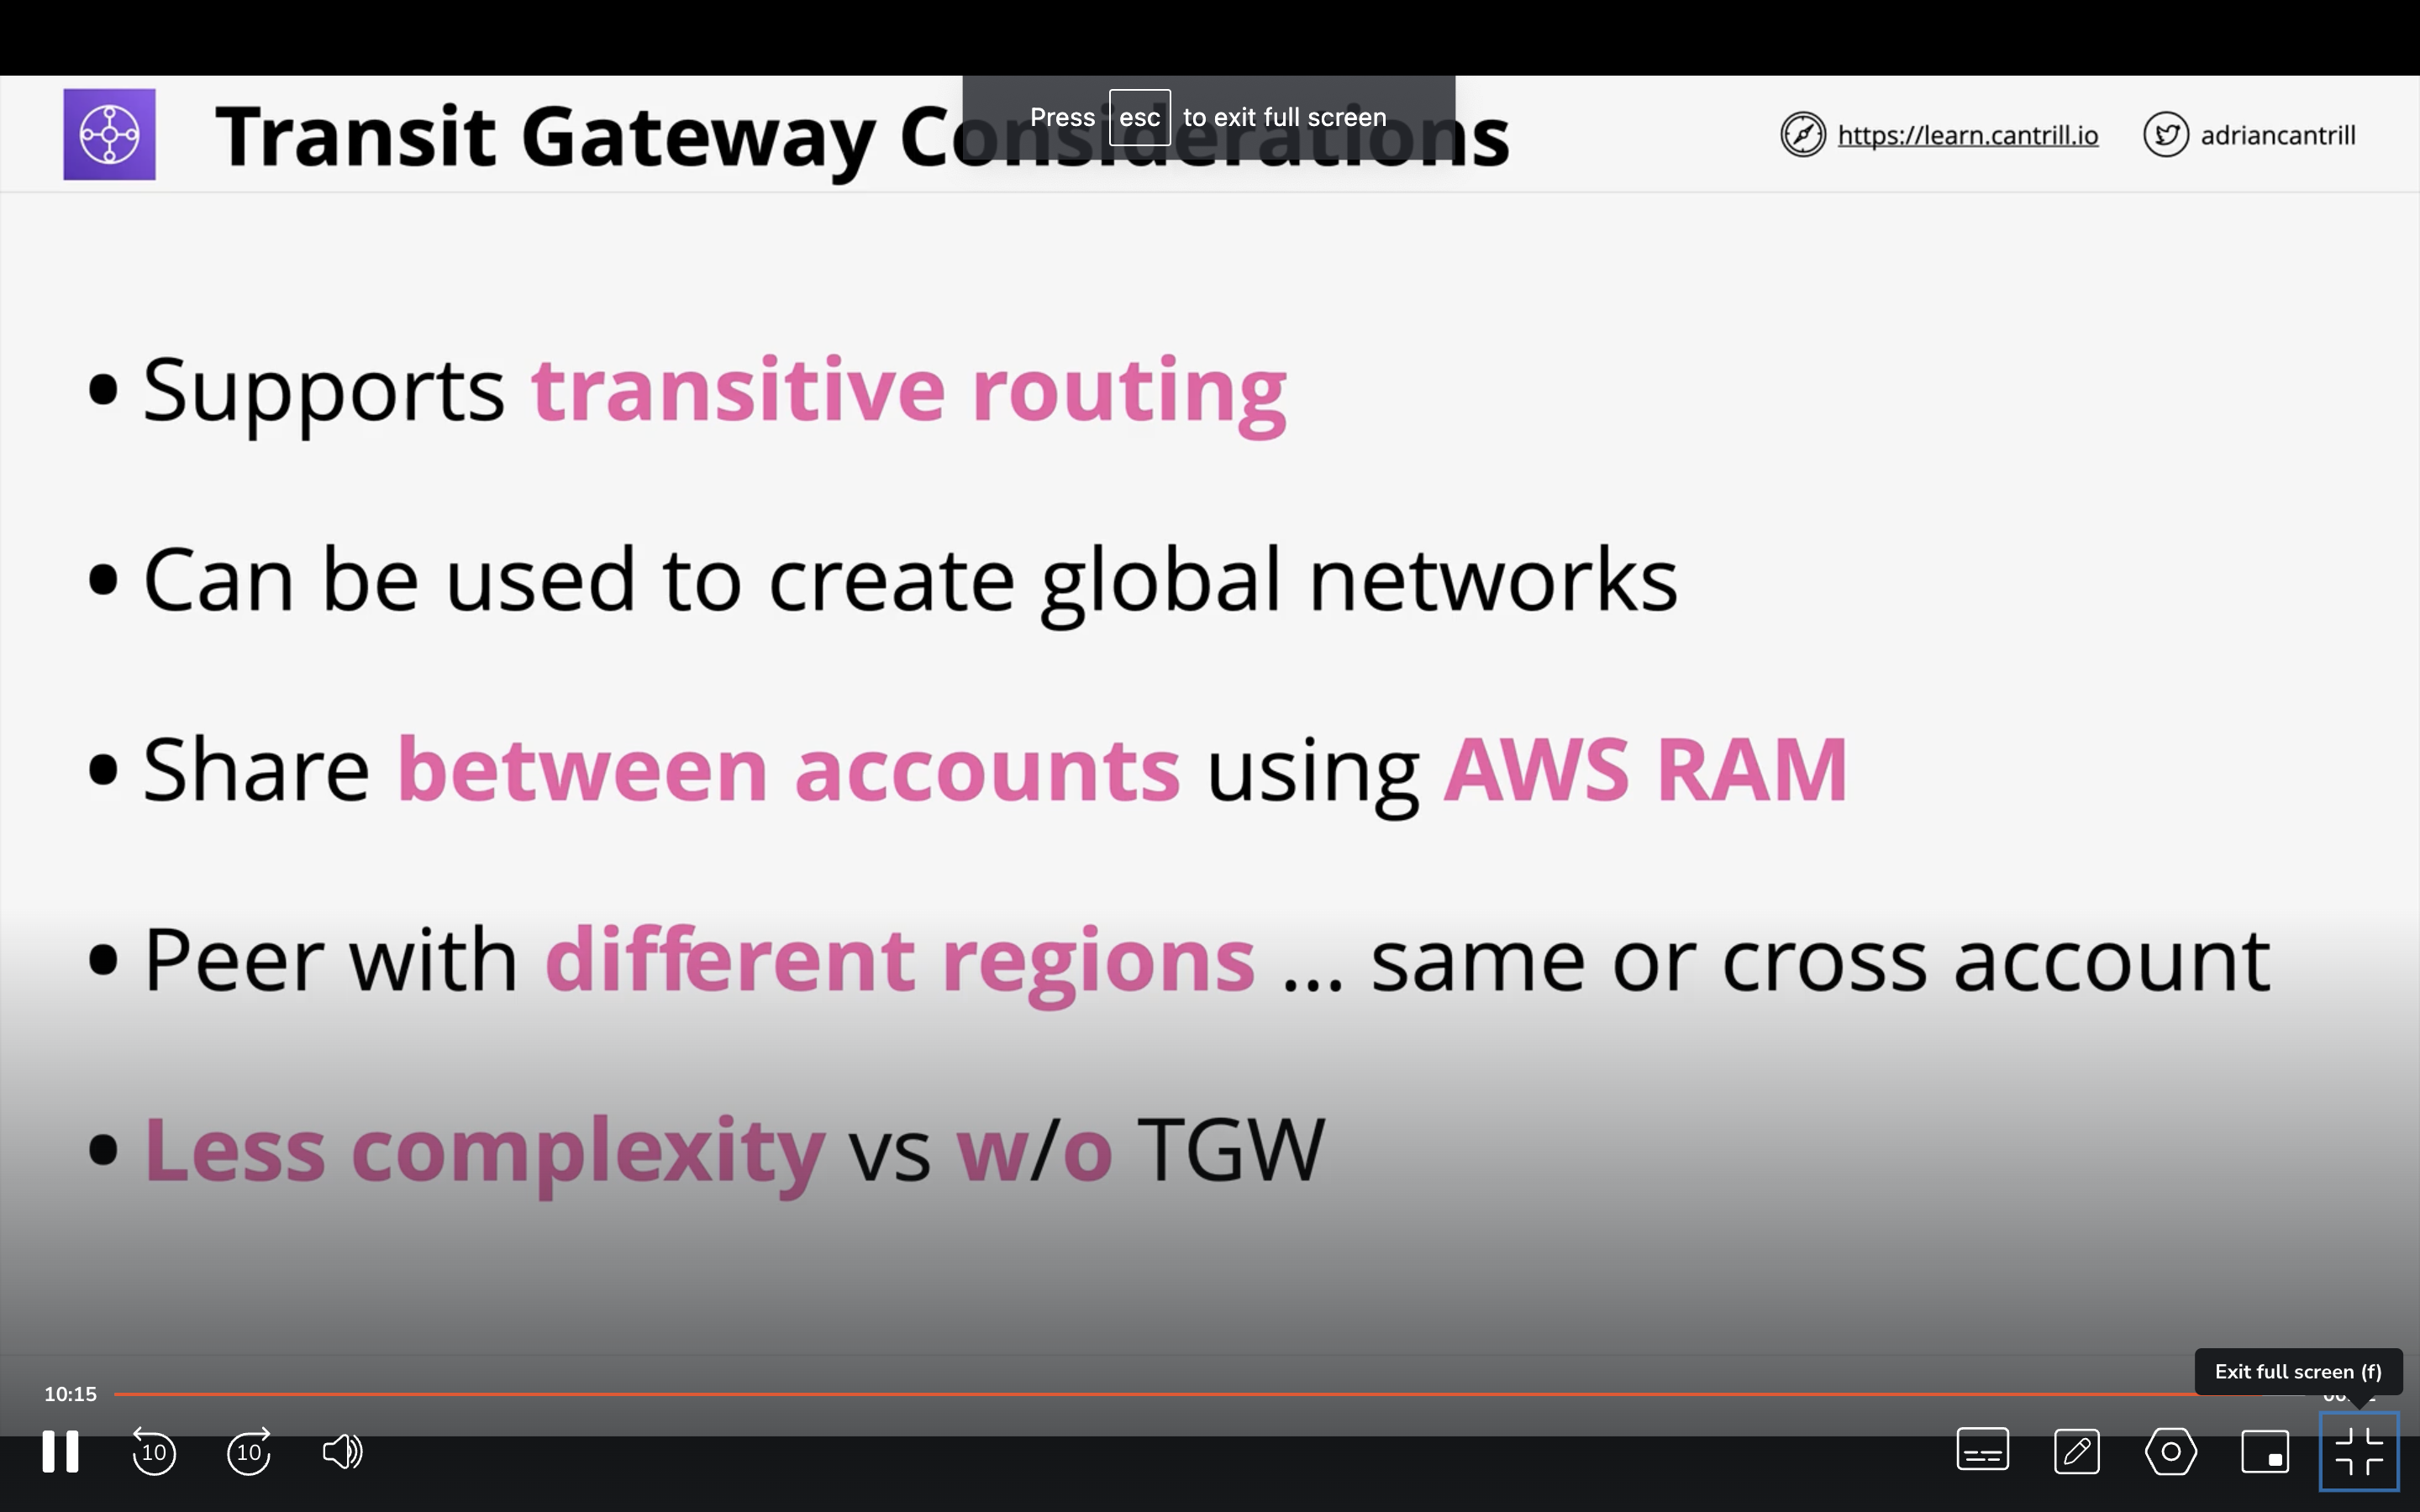 Press esc to exit full screen
Transit Gateway Considerations
https://learn.cantrill.io
adriancantrill
• Supports transitive routing
• Can be used to create global networks
• Share between accounts using AWS RAM
• Peer with different regions ... same or cross account
• Less complexity vs w/o TGW
Exit full screen (f)
10:15
10
10